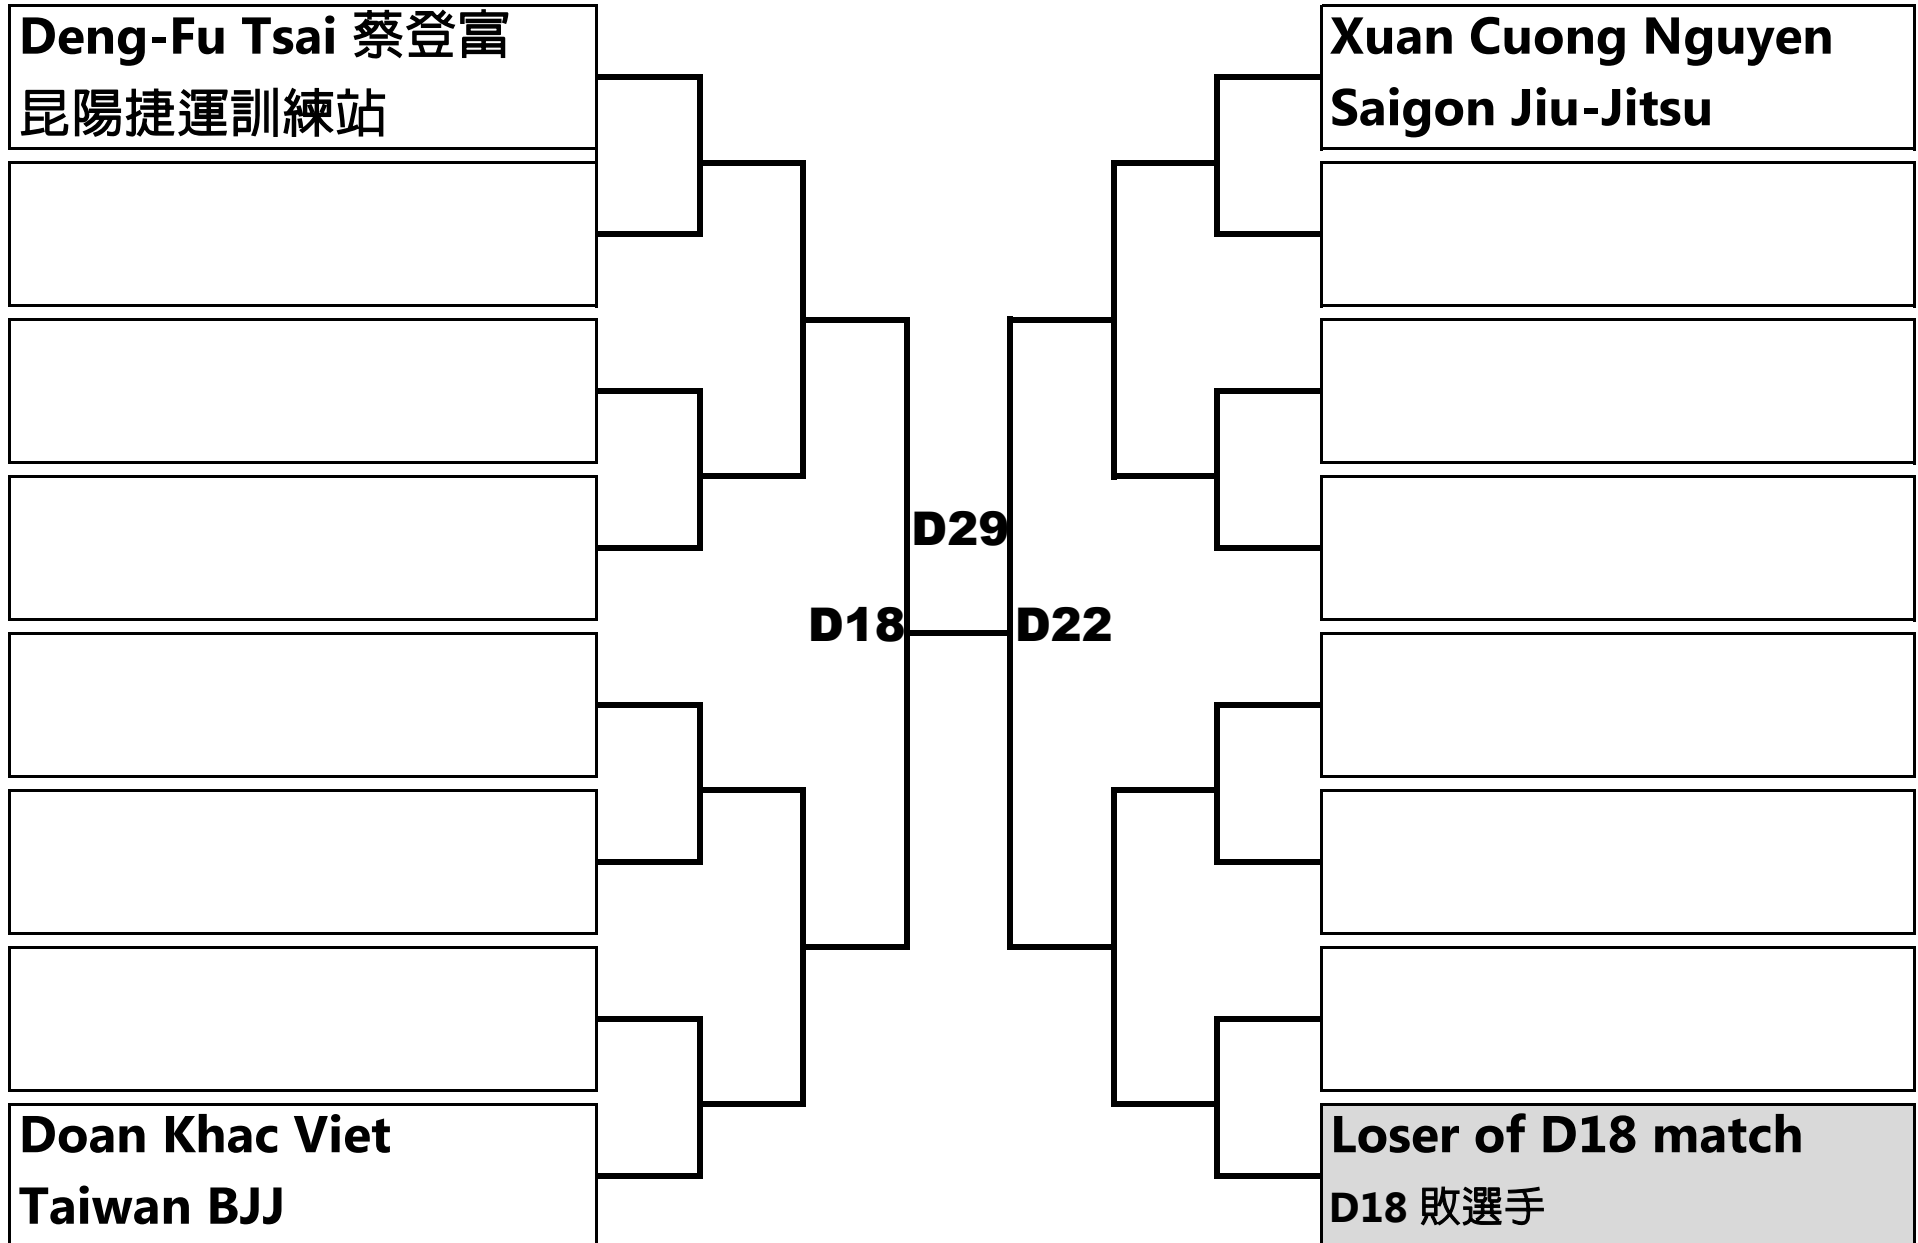 Deng-Fu Tsai 蔡登富
昆陽捷運訓練站
Doan Khac Viet
Taiwan BJJ
D18
D29
D22
Xuan Cuong Nguyen
Saigon Jiu-Jitsu
Loser of D18 match
D18 敗選手